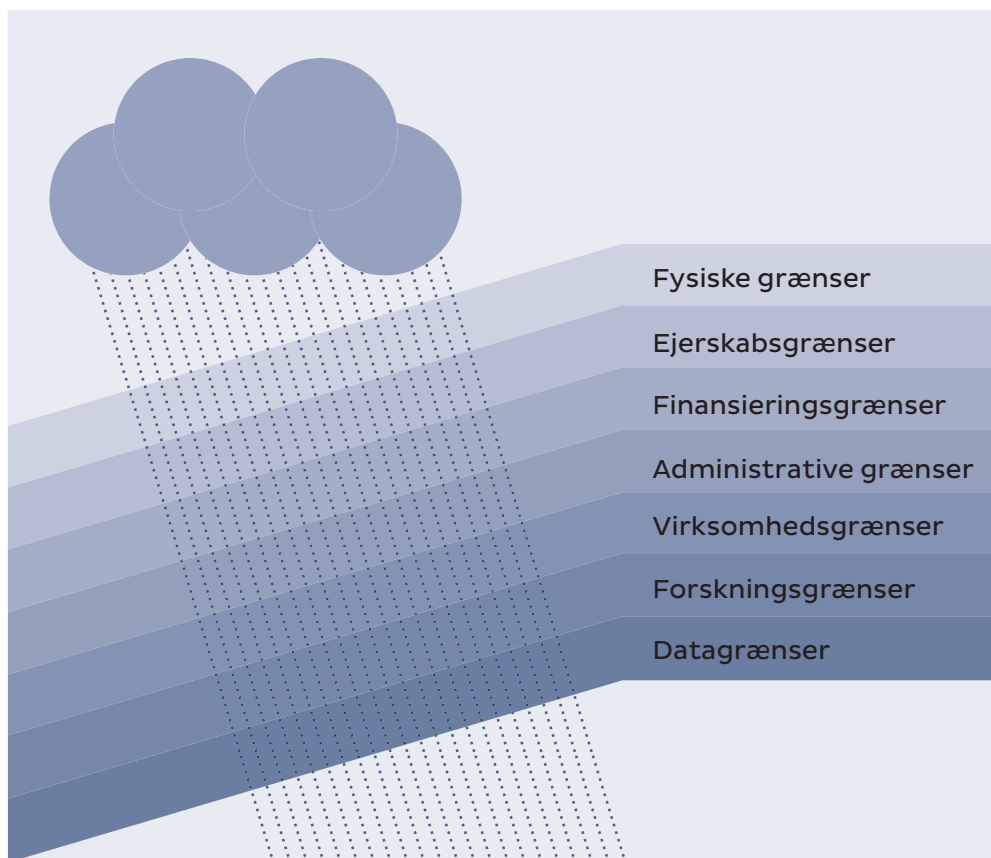 Fysiske grænser
Ejerskabsgrænser
Finansieringsgrænser
Administrative grænser
Virksomhedsgrænser
Forskningsgrænser
Datagrænser